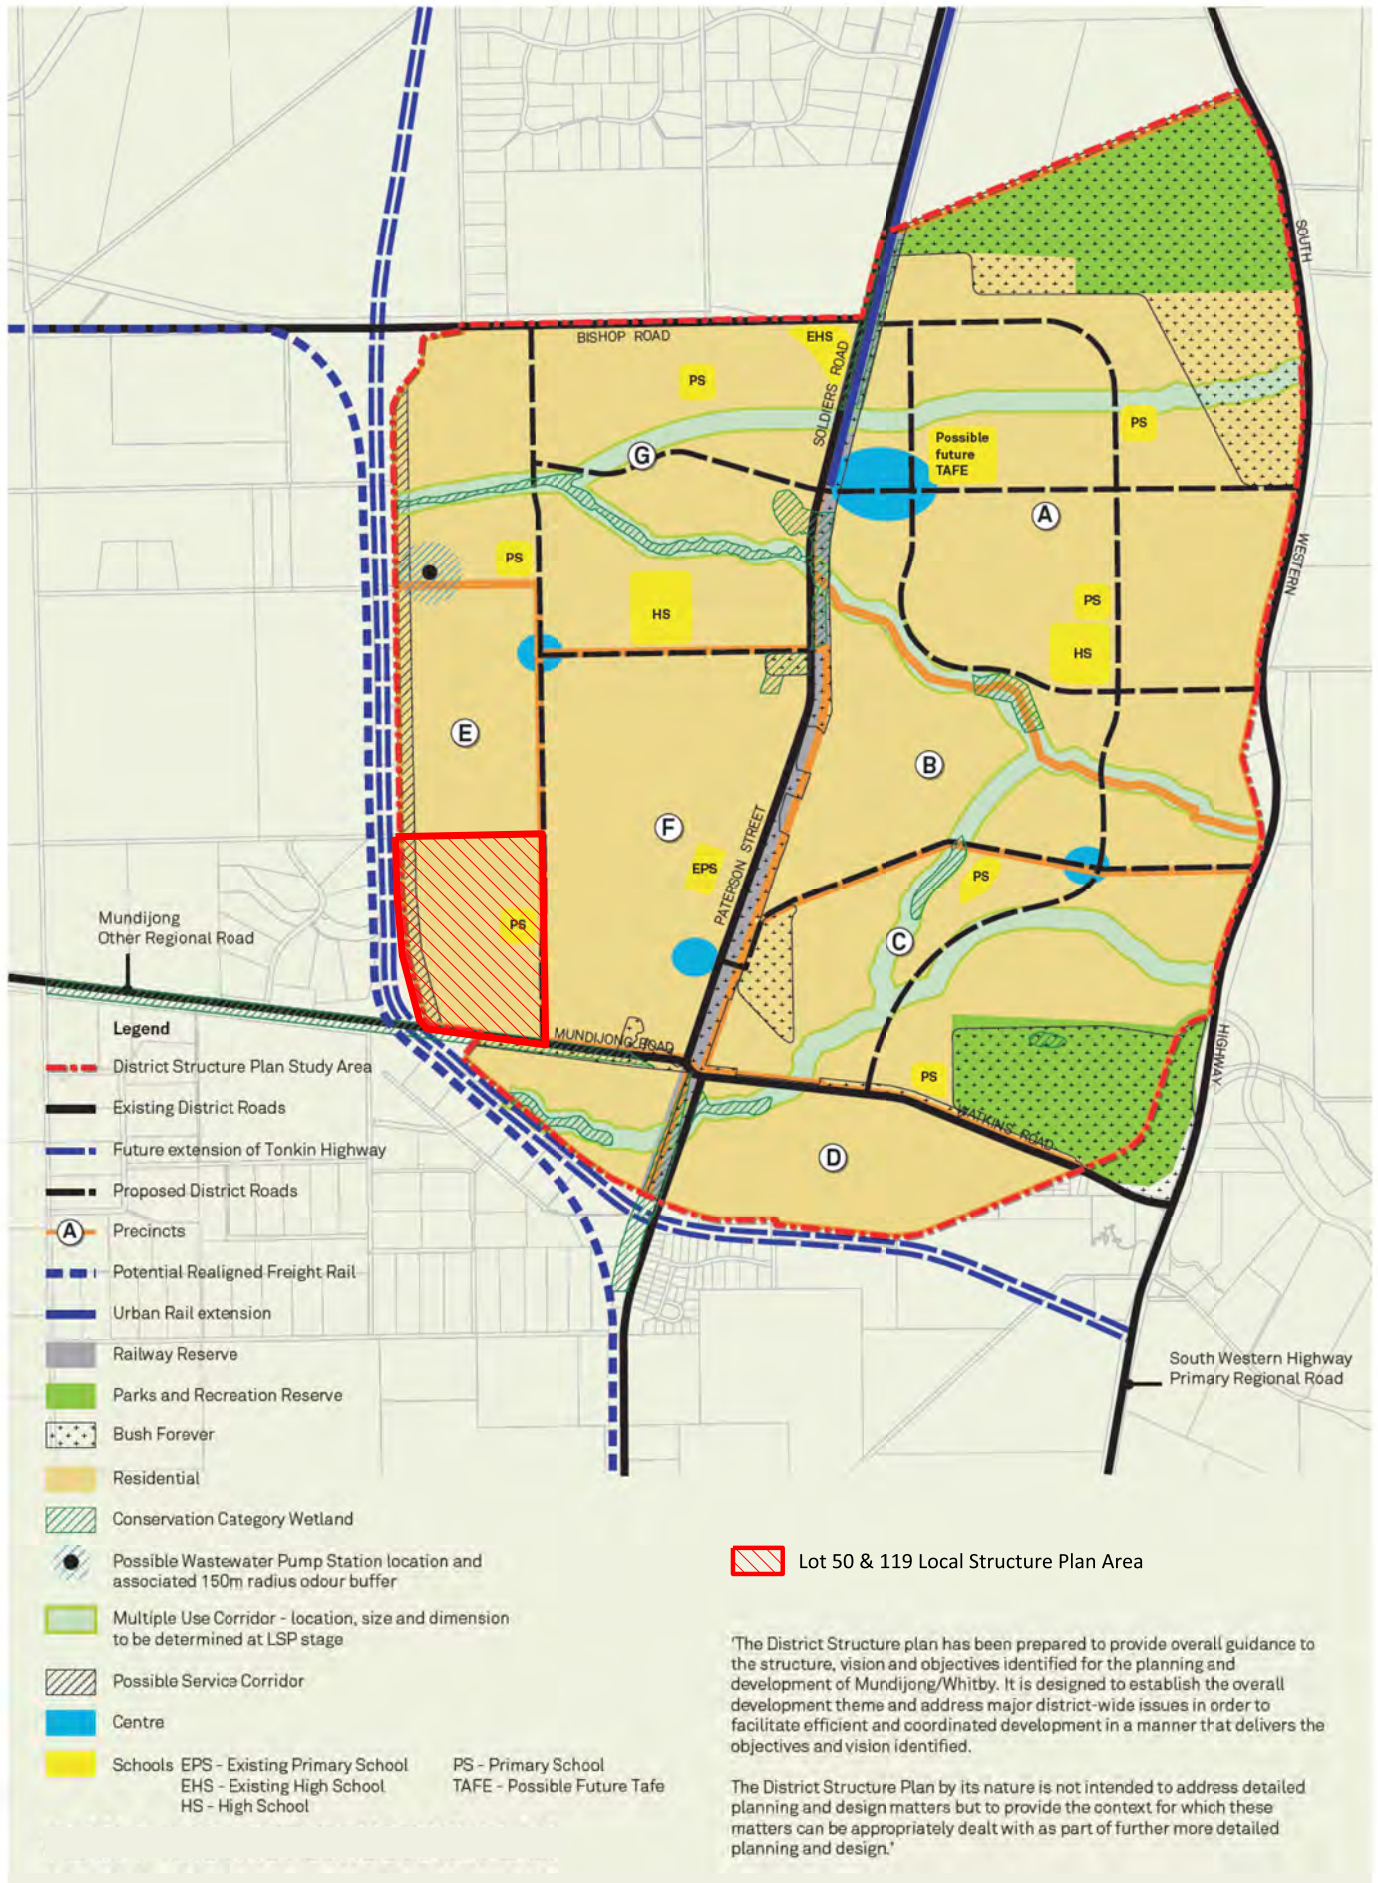 SOUTH
BISHOP ROAD
EHS
PS
SOLDIERS ROAD
PS
Possible
future
TAFE
G
A
WESTERN
PS
PS
HS
HS
E
B
F
PATERSON STREET
EPS
PS
PS
C
Mundijong
Other Regional Road
MUNDIJONG ROAD
HIGHWAY
PS
WATKINS ROAD
D
South Western Highway
Primary Regional Road
Legend
District Structure Plan Study Area
Existing District Roads
Future extension of Tonkin Highway
Proposed District Roads
A Precincts
Potential Realigned Freight Rail
Urban Rail extension
Railway Reserve
Parks and Recreation Reserve
Bush Forever
Residential
Conservation Category Wetland
Possible Wastewater Pump Station location and
associated 150m radius odour buffer
Multiple Use Corridor - location, size and dimension
to be determined at LSP stage
Possible Service Corridor
Centre
Schools EPS - Existing Primary School PS - Primary School
EHS - Existing High School TAFE - Possible Future Tafe
HS - High School
Lot 50 & 119 Local Structure Plan Area
'The District Structure plan has been prepared to provide overall guidance to
the structure, vision and objectives identified for the planning and
development of Mundijong/Whitby. It is designed to establish the overall
development theme and address major district-wide issues in order to
facilitate efficient and coordinated development in a manner that delivers the
objectives and vision identified.
The District Structure Plan by its nature is not intended to address detailed
planning and design matters but to provide the context for which these
matters can be appropriately dealt with as part of further more detailed
planning and design.'